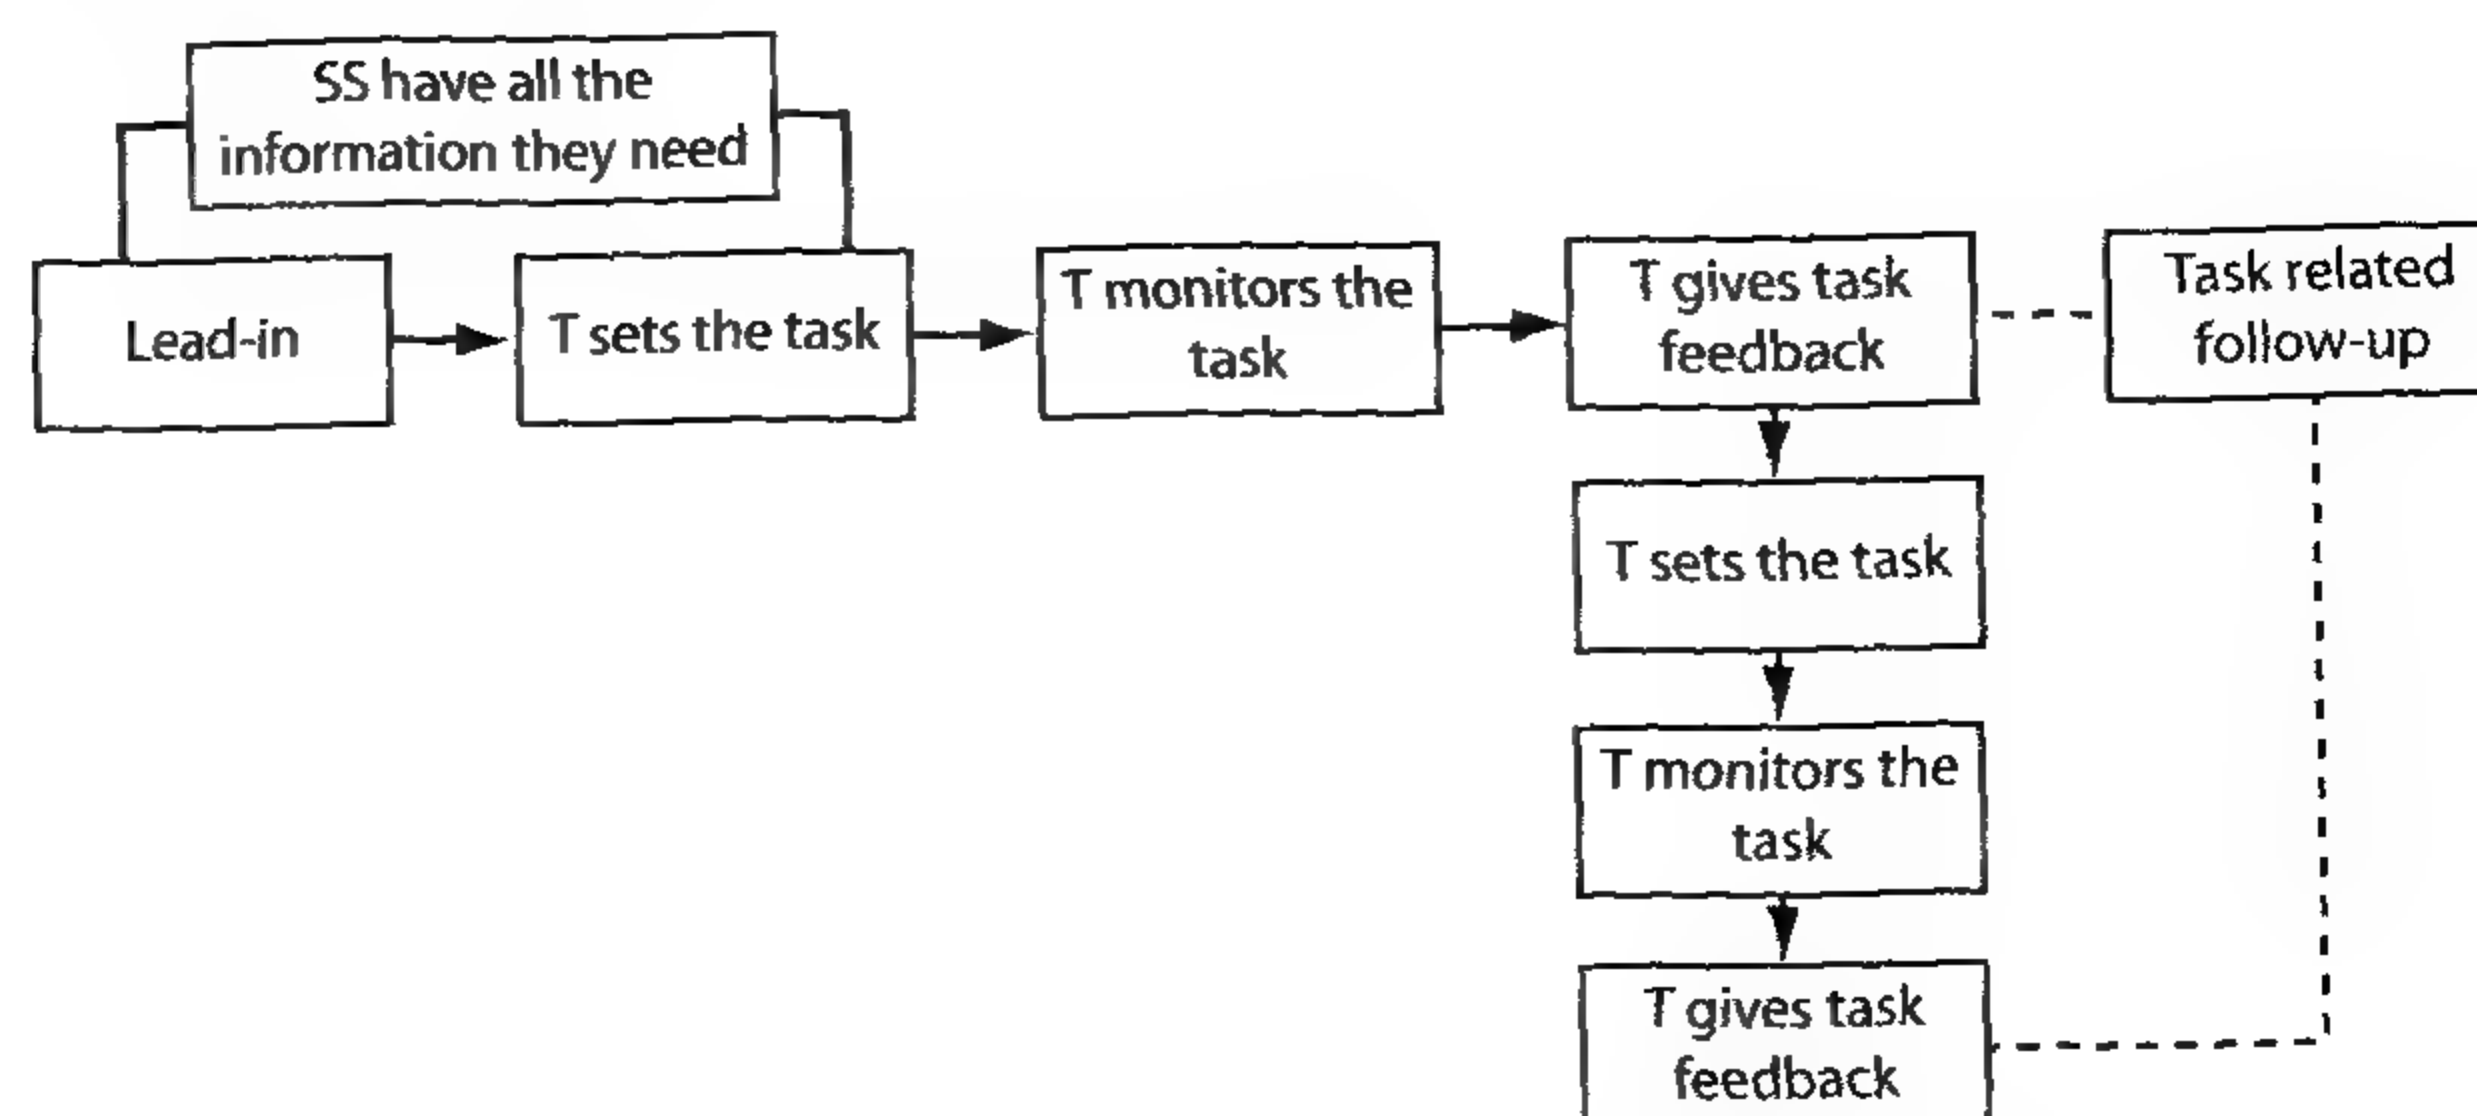 SS have all the
information they need
Lead-in
T sets the task
T monitors the
task
T gives task
feedback
Task related
follow-up
T sets the task
T monitors the
task
T gives task
feedback